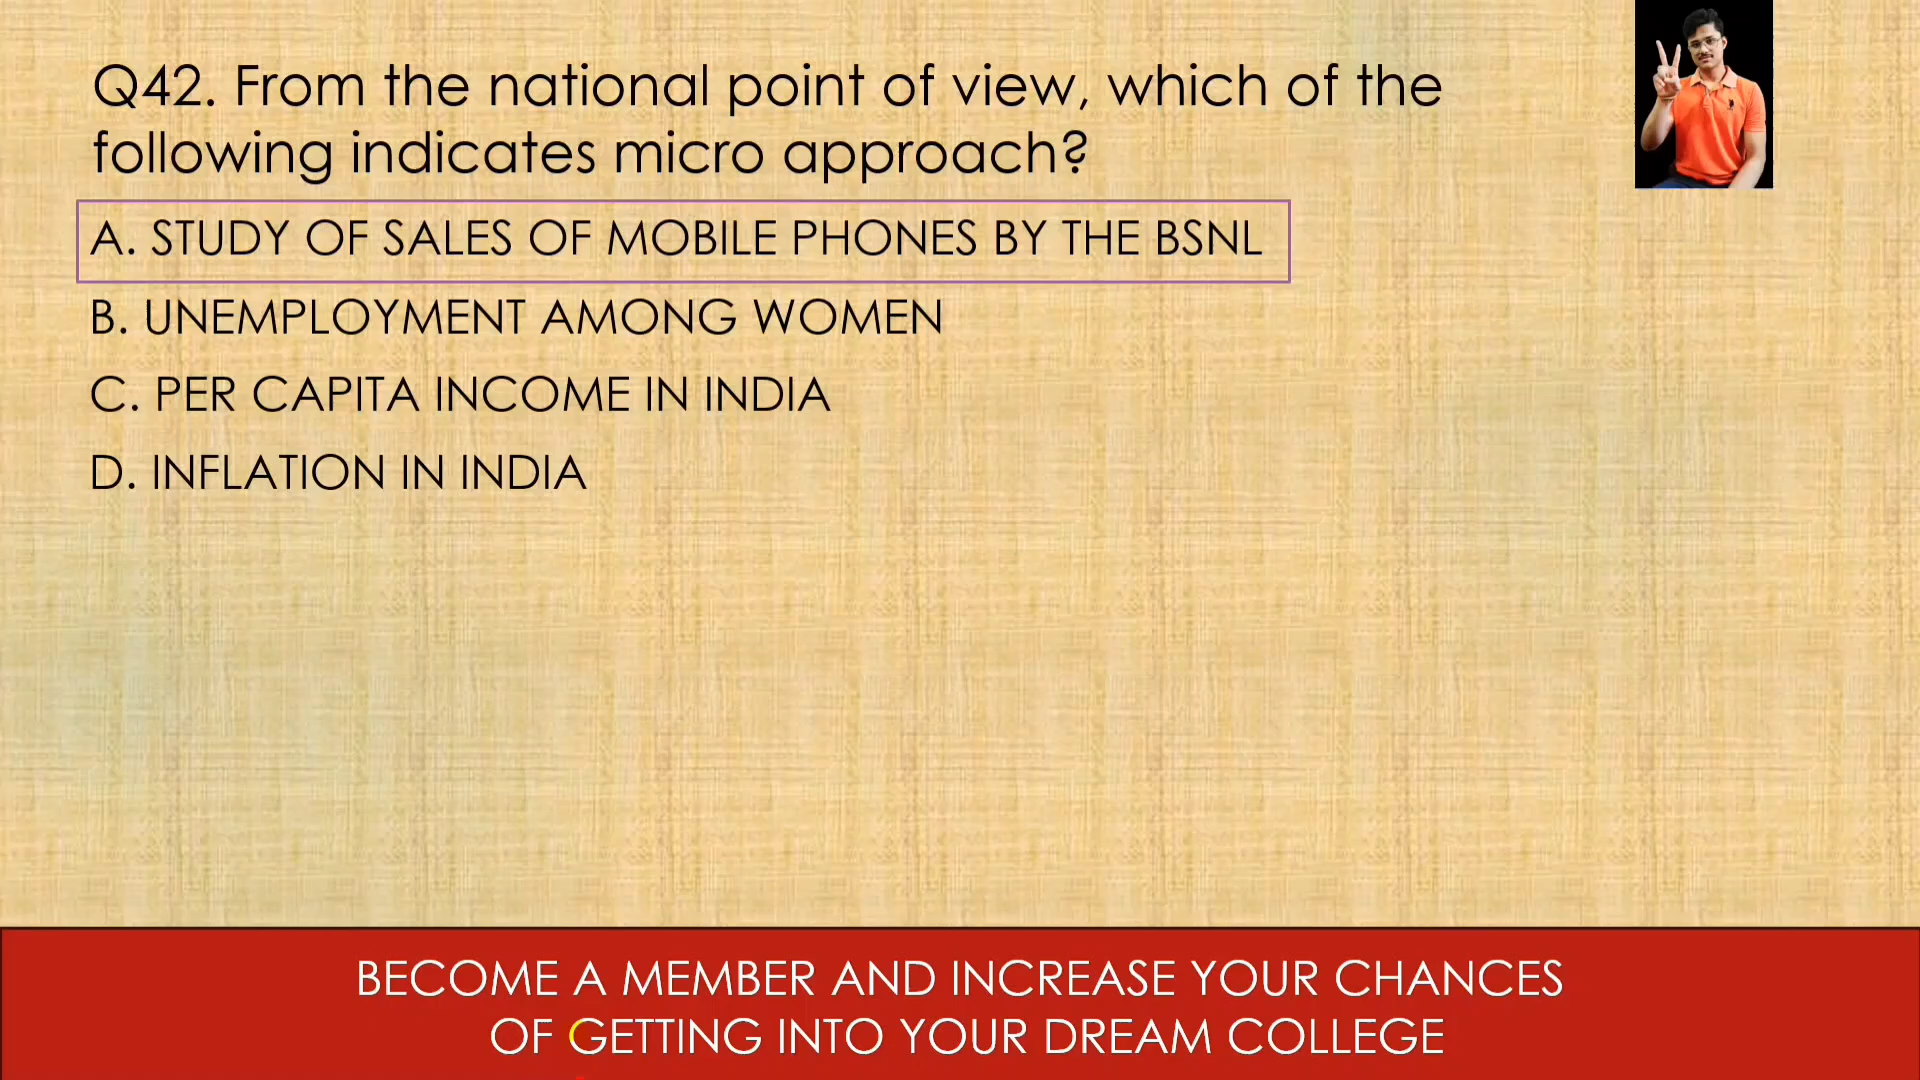 Q42. From the national point of view, which of the
following indicates micro approach?
A. STUDY OF SALES OF MOBILE PHONES BY THE BSNL
B. UNEMPLOYMENT AMONG WOMEN
C. PER CAPITA INCOME IN INDIA
D. INFLATION IN INDIA
BECOME A MEMBER AND INCREASE YOUR CHANCES
OF GETTING INTO YOUR DREAM COLLEGE